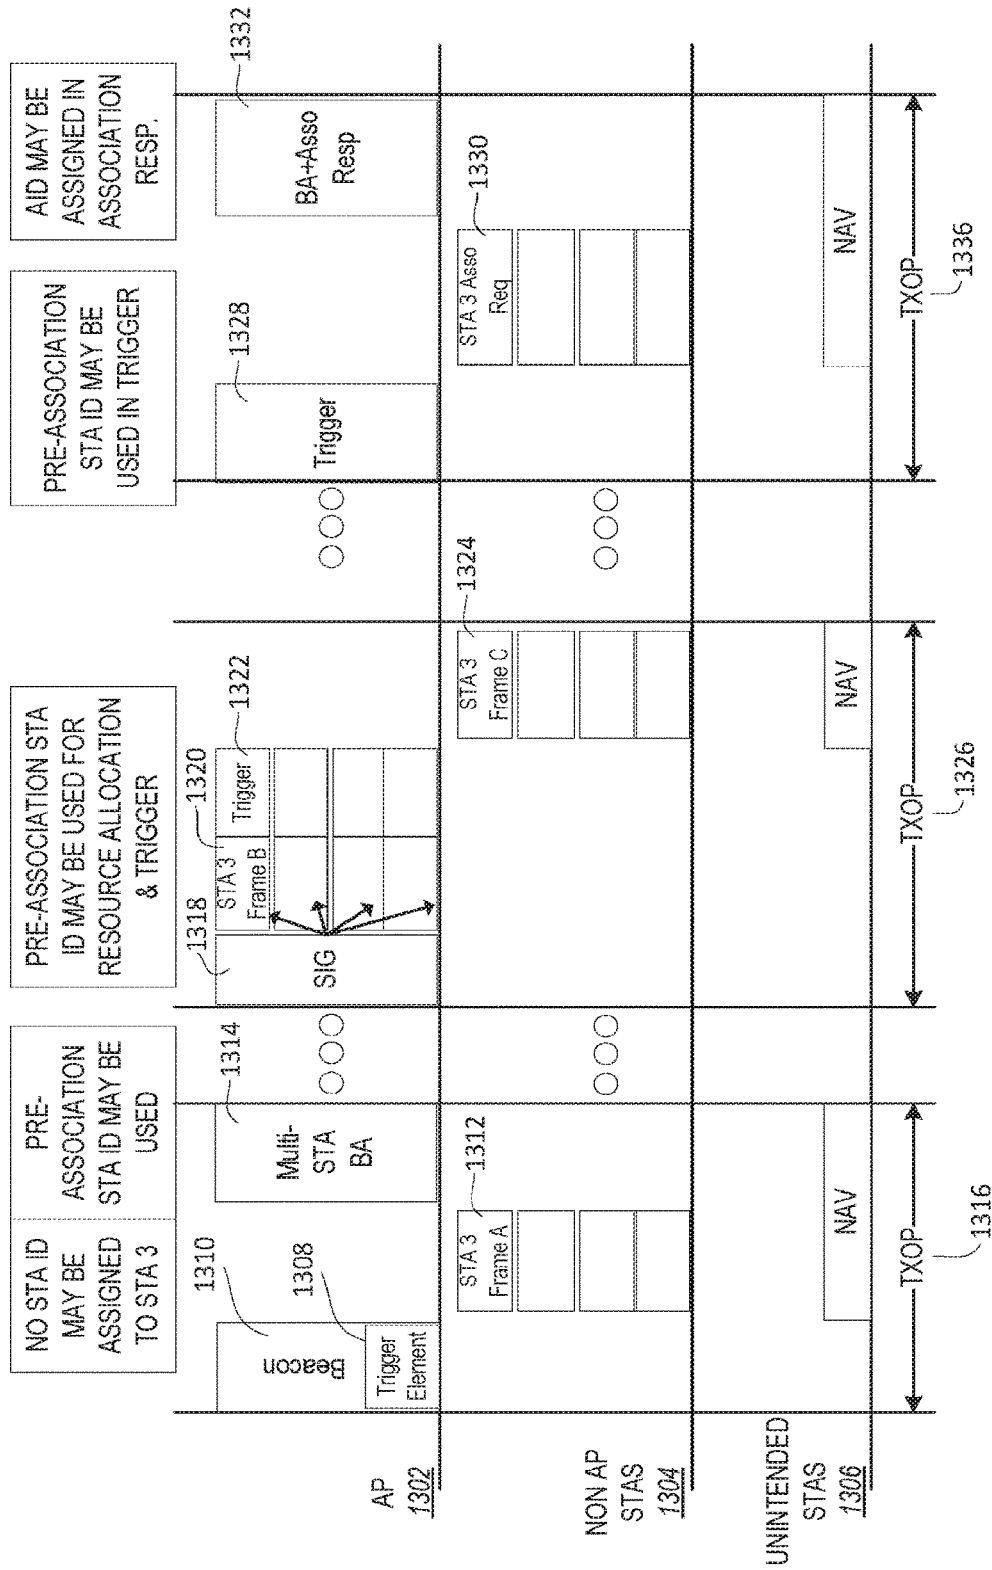 NO STA ID
MAY BE
ASSIGNED
TO STA 3
PRE-
ASSOCIATION
STA ID MAY BE
USED
PRE-ASSOCIATION STA
ID MAY BE USED FOR
RESOURCE ALLOCATION
& TRIGGER
PRE-ASSOCIATION
STA ID MAY BE
USED IN TRIGGER
AID MAY BE
ASSIGNED IN
ASSOCIATION
RESP.
AP
1302
Beacon
1310
Trigger
Element
1308
Multi-
STA
BA
1314
SIG
1318
STA 3
Frame B
1320
Trigger
1322
Trigger
1328
BA+Asso
Resp
1332
NON AP
STAS
1304
STA 3
Frame A
1312
STA 3
Frame C
1324
STA 3 Asso
Req
1330
UNINTENDED
STAS
1306
NAV
NAV
NAV
TXOP
1316
TXOP
1326
TXOP
1336